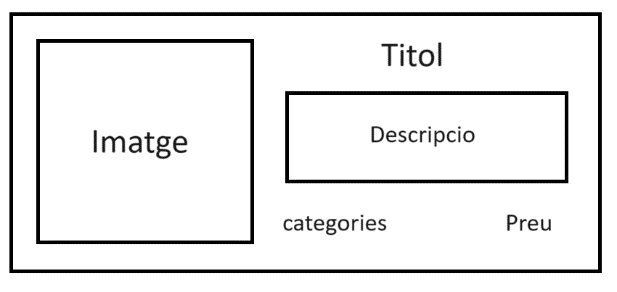 Imatge
Titol
Descripcio
categories
Preu